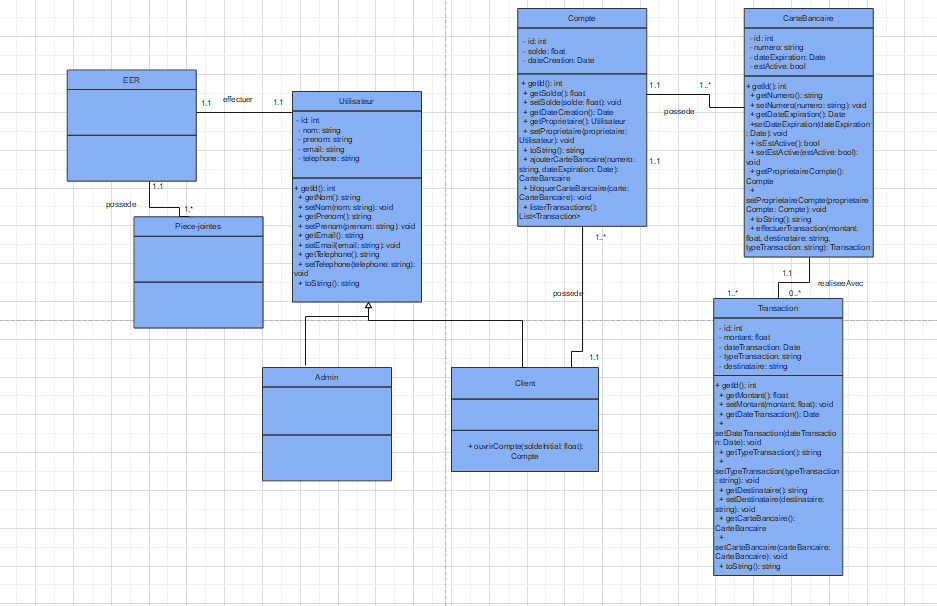 EER
1.1
effectuer
1.1
possede
1.1
1.*
Piece-jointes
Utilisateur
- id: int
- nom: string
- prenom: string
- email: string
- telephone: string
+ getId(): int
+ getNom(): string
+ setNom(nom: string): void
+ getPrenom(): string
+ setPrenom(prenom: string): void
+ getEmail(): string
+ setEmail(email: string): void
+ getTelephone(): string
+ setTelephone(telephone: string):
void
+ toString(): string
Admin
Client
+ ouvrirCompte(soldeInitial: float):
Compte
Compte
- id: int
- solde: float
- dateCreation: Date
+ getId(): int
+ getSolde(): float
+ setSolde(solde: float): void
+ getDateCreation(): Date
+ getProprietaire(): Utilisateur
+ setProprietaire(proprietaire:
Utilisateur): void
+ toString(): string
+ ajouterCarteBancaire(numero:
string, dateExpiration: Date):
CarteBancaire
+ bloquerCarteBancaire(carte:
CarteBancaire): void
+ listerTransactions():
List<Transaction>
1..*
possede
1.1
1.1
1..*
possede
1.1
CarteBancaire
- id: int
- numero: string
- dateExpiration: Date
- estActive: bool
+ getId(): int
+ getNumero(): string
+ setNumero(numero: string): void
+ getDateExpiration(): Date
+setDateExpiration(dateExpiration
: Date): void
+ isEstActive(): bool
+ setEstActive(estActive: bool):
void
+ getProprietaireCompte():
Compte
+
setProprietaireCompte(proprietaire
Compte: Compte): void
+ toString(): string
+ effectuerTransaction(montant:
float, destinataire: string,
typeTransaction: string): Transaction
1.1
realiseeAvec
1..*
0..*
Transaction
- id: int
- montant: float
- dateTransaction: Date
- typeTransaction: string
- destinataire: string
+ getId(): int
+ getMontant(): float
+ setMontant(montant: float): void
+ getDateTransaction(): Date
+
setDateTransaction(dateTransactio
n: Date): void
+ getTypeTransaction(): string
+
setTypeTransaction(typeTransaction
: string): void
+ getDestinataire(): string
+ setDestinataire(destinataire:
string): void
+ getCarteBancaire():
CarteBancaire
+
setCarteBancaire(carteBancaire:
CarteBancaire): void
+ toString(): string